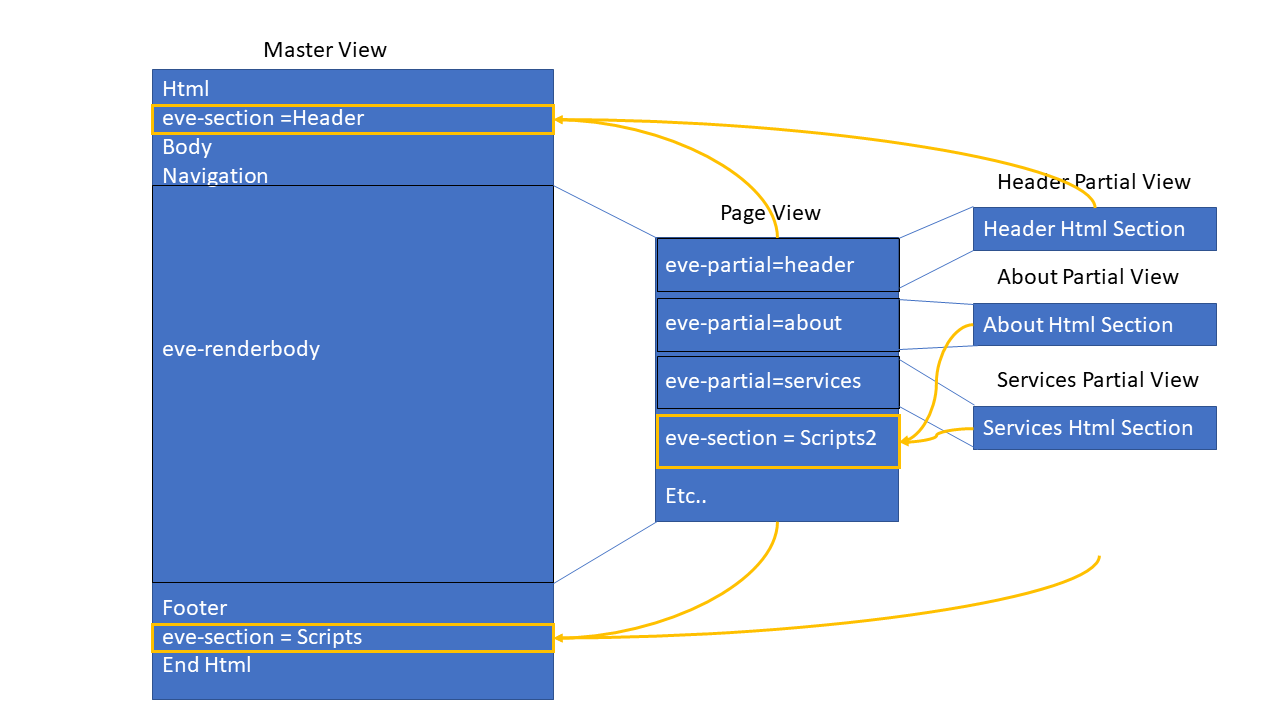 Master View
Html
eve-section =Header
Body
Navigation
eve-renderbody
Footer
eve-section = Scripts
End Html
Page View
eve-partial=header
eve-partial=about
eve-partial=services
eve-section = Scripts2
Etc..
Header Partial View
Header Html Section
About Partial View
About Html Section
Services Partial View
Services Html Section